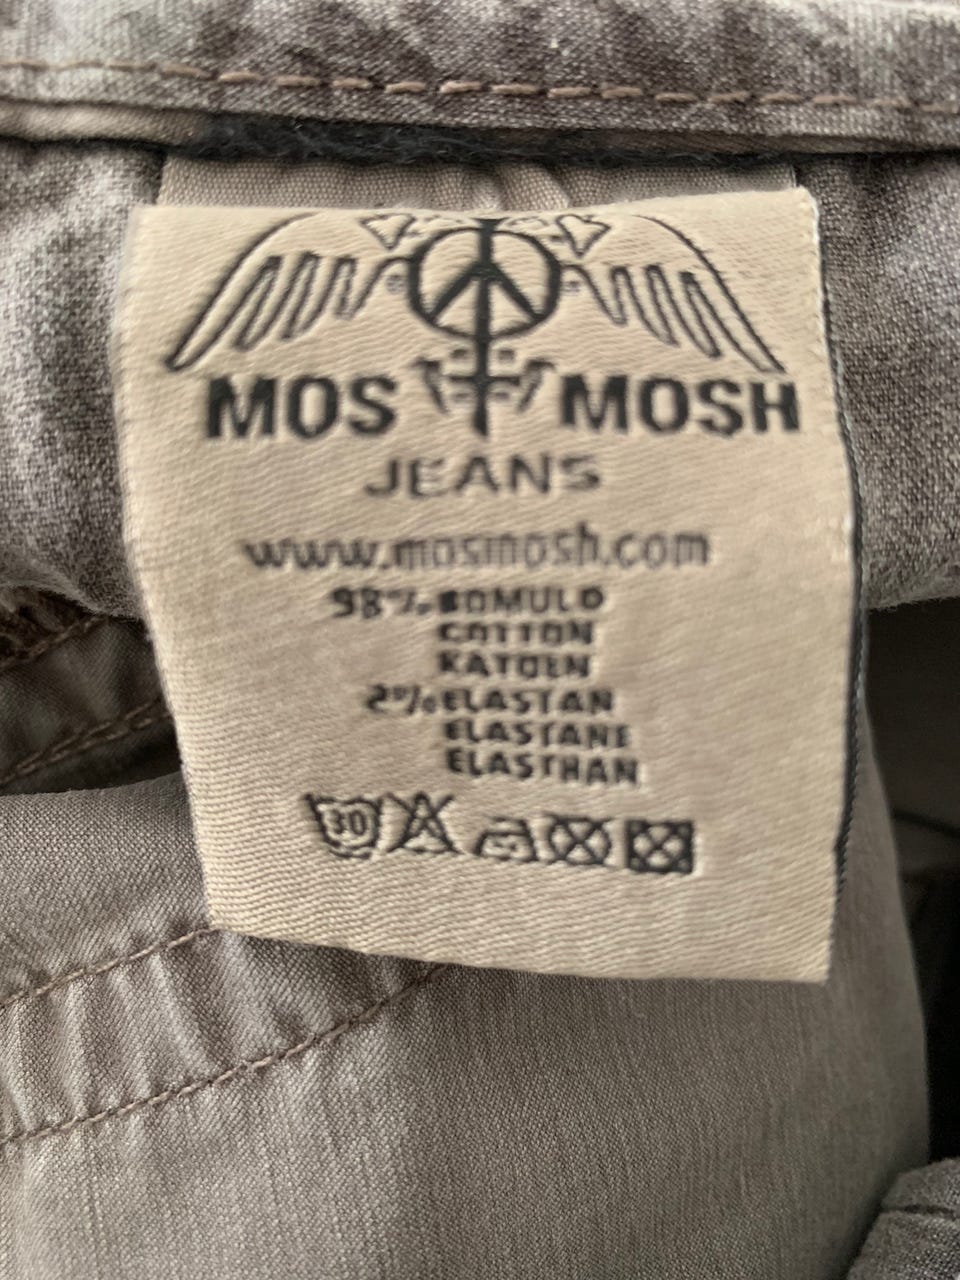 MOS MOSH
JEANS
www.mosmosh.com
98% BOMULD
COTTON
KATOEN
2% ELASTAN
ELASTANE
ELASTHAN
30